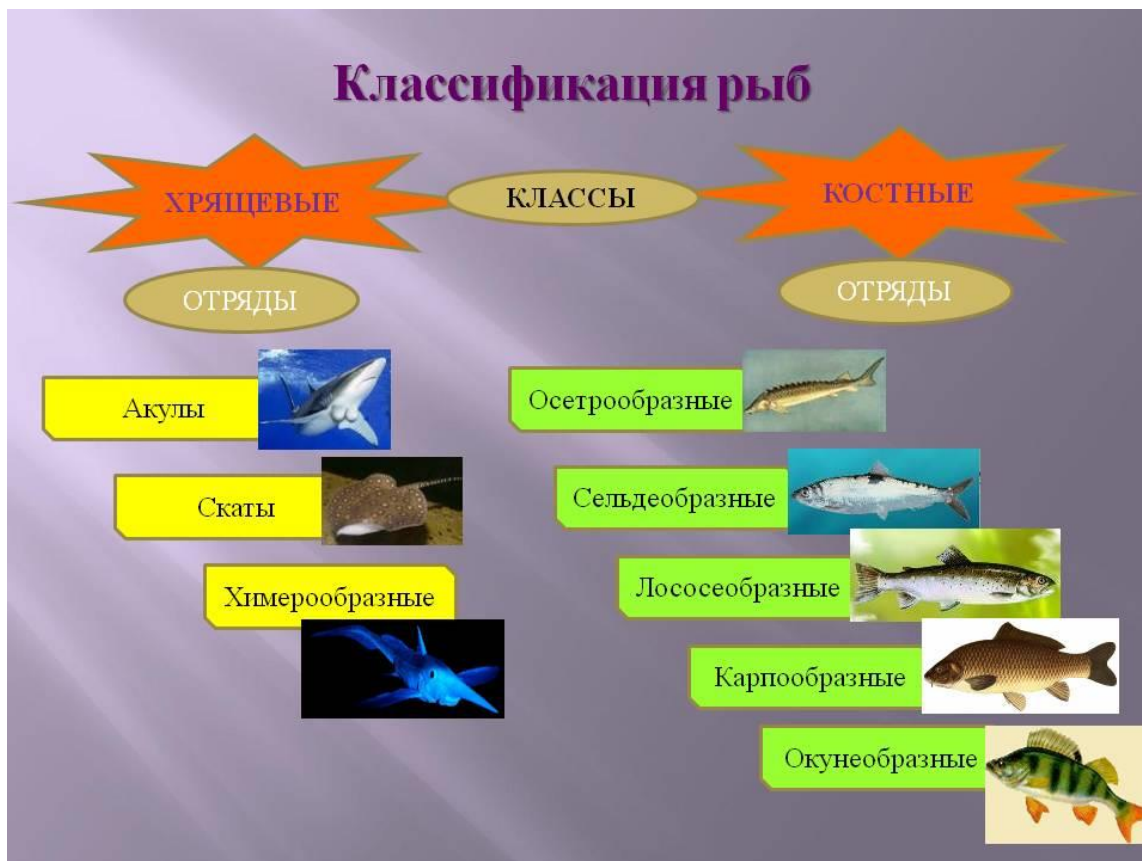 Классификация рыб
ХРЯЩЕВЫЕ
КЛАССЫ
КОСТНЫЕ
ОТРЯДЫ
ОТРЯДЫ
Акулы
Скаты
Химерообразные
Осетрообразные
Сельдеобразные
Лососеобразные
Карпообразные
Окунеобразные